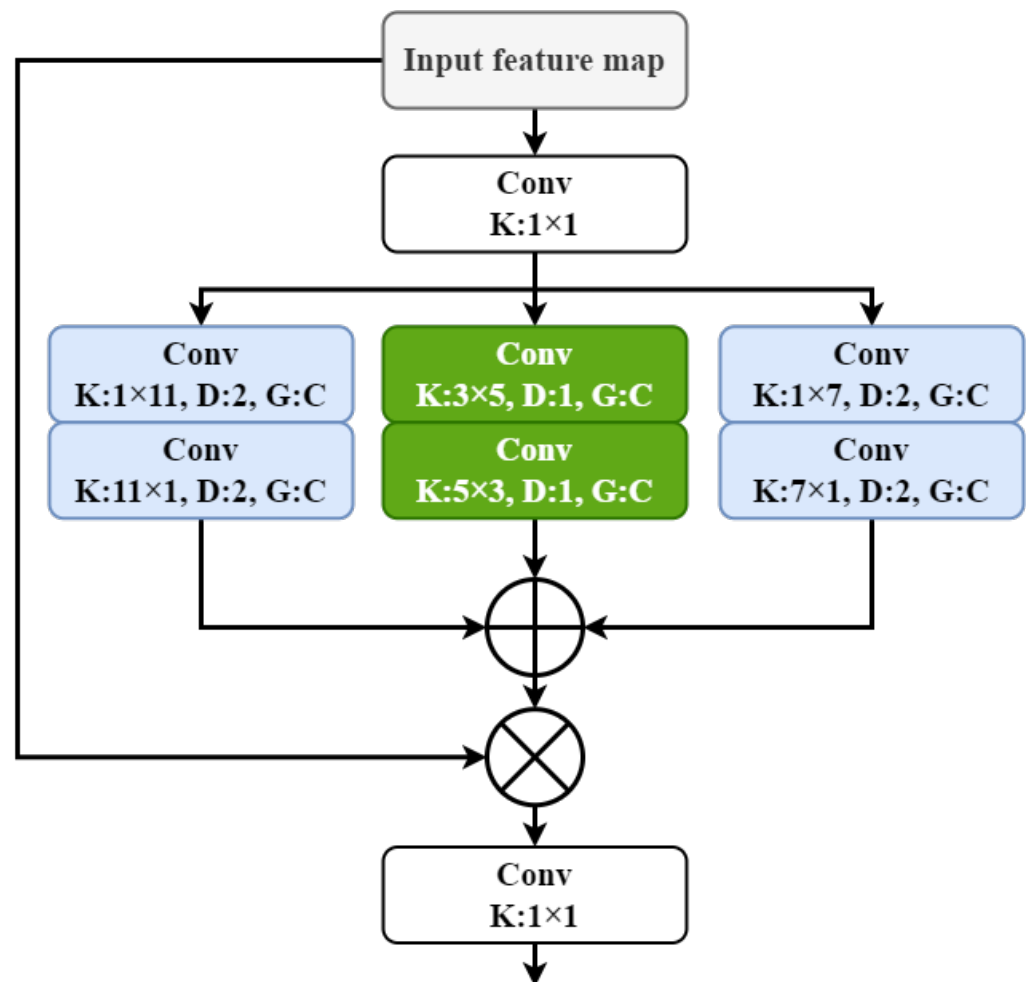 Input feature map
Conv
K:1×1
Conv
K:1×11, D:2, G:C
Conv
K:11×1, D:2, G:C
Conv
K:3×5, D:1, G:C
Conv
K:5×3, D:1, G:C
Conv
K:1×7, D:2, G:C
Conv
K:7×1, D:2, G:C
Conv
K:1×1